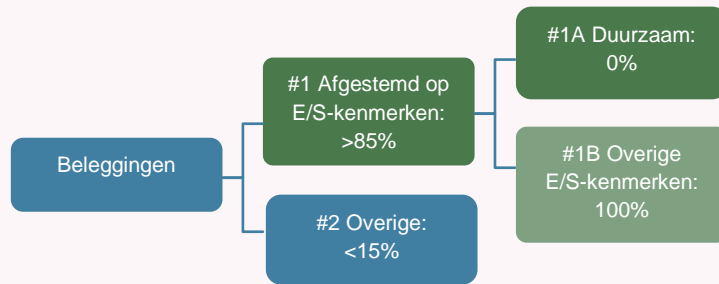 Beleggingen
#1 Afgestemd op
E/S-kenmerken:
>85%
#2 Overige:
<15%
#1A Duurzaam:
0%
#1B Overige
E/S-kenmerken:
100%